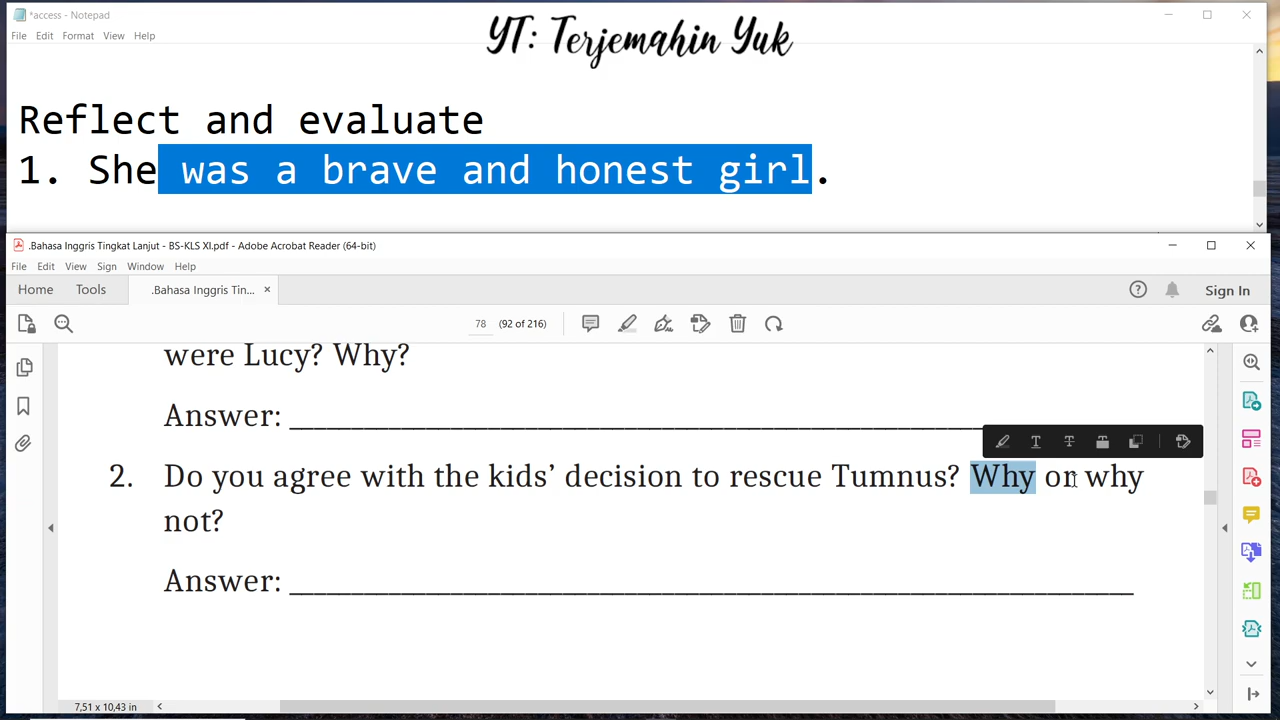 *access - Notepad
YT: Terjemahin Yuk
File Edit Format View Help
Reflect and evaluate
1. She was a brave and honest girl.
.Bahasa Inggris Tingkat Lanjut - BS-KLS XI.pdf - Adobe Acrobat Reader (64-bit)
File Edit View Sign Window Help
Home Tools .Bahasa Inggris Tin... × Sign In
78 (92 of 216)
were Lucy? Why?
Answer: ____________________
2. Do you agree with the kids’ decision to rescue Tumnus? Why or why
not?
Answer: ____________________
7,51 x 10,43 in